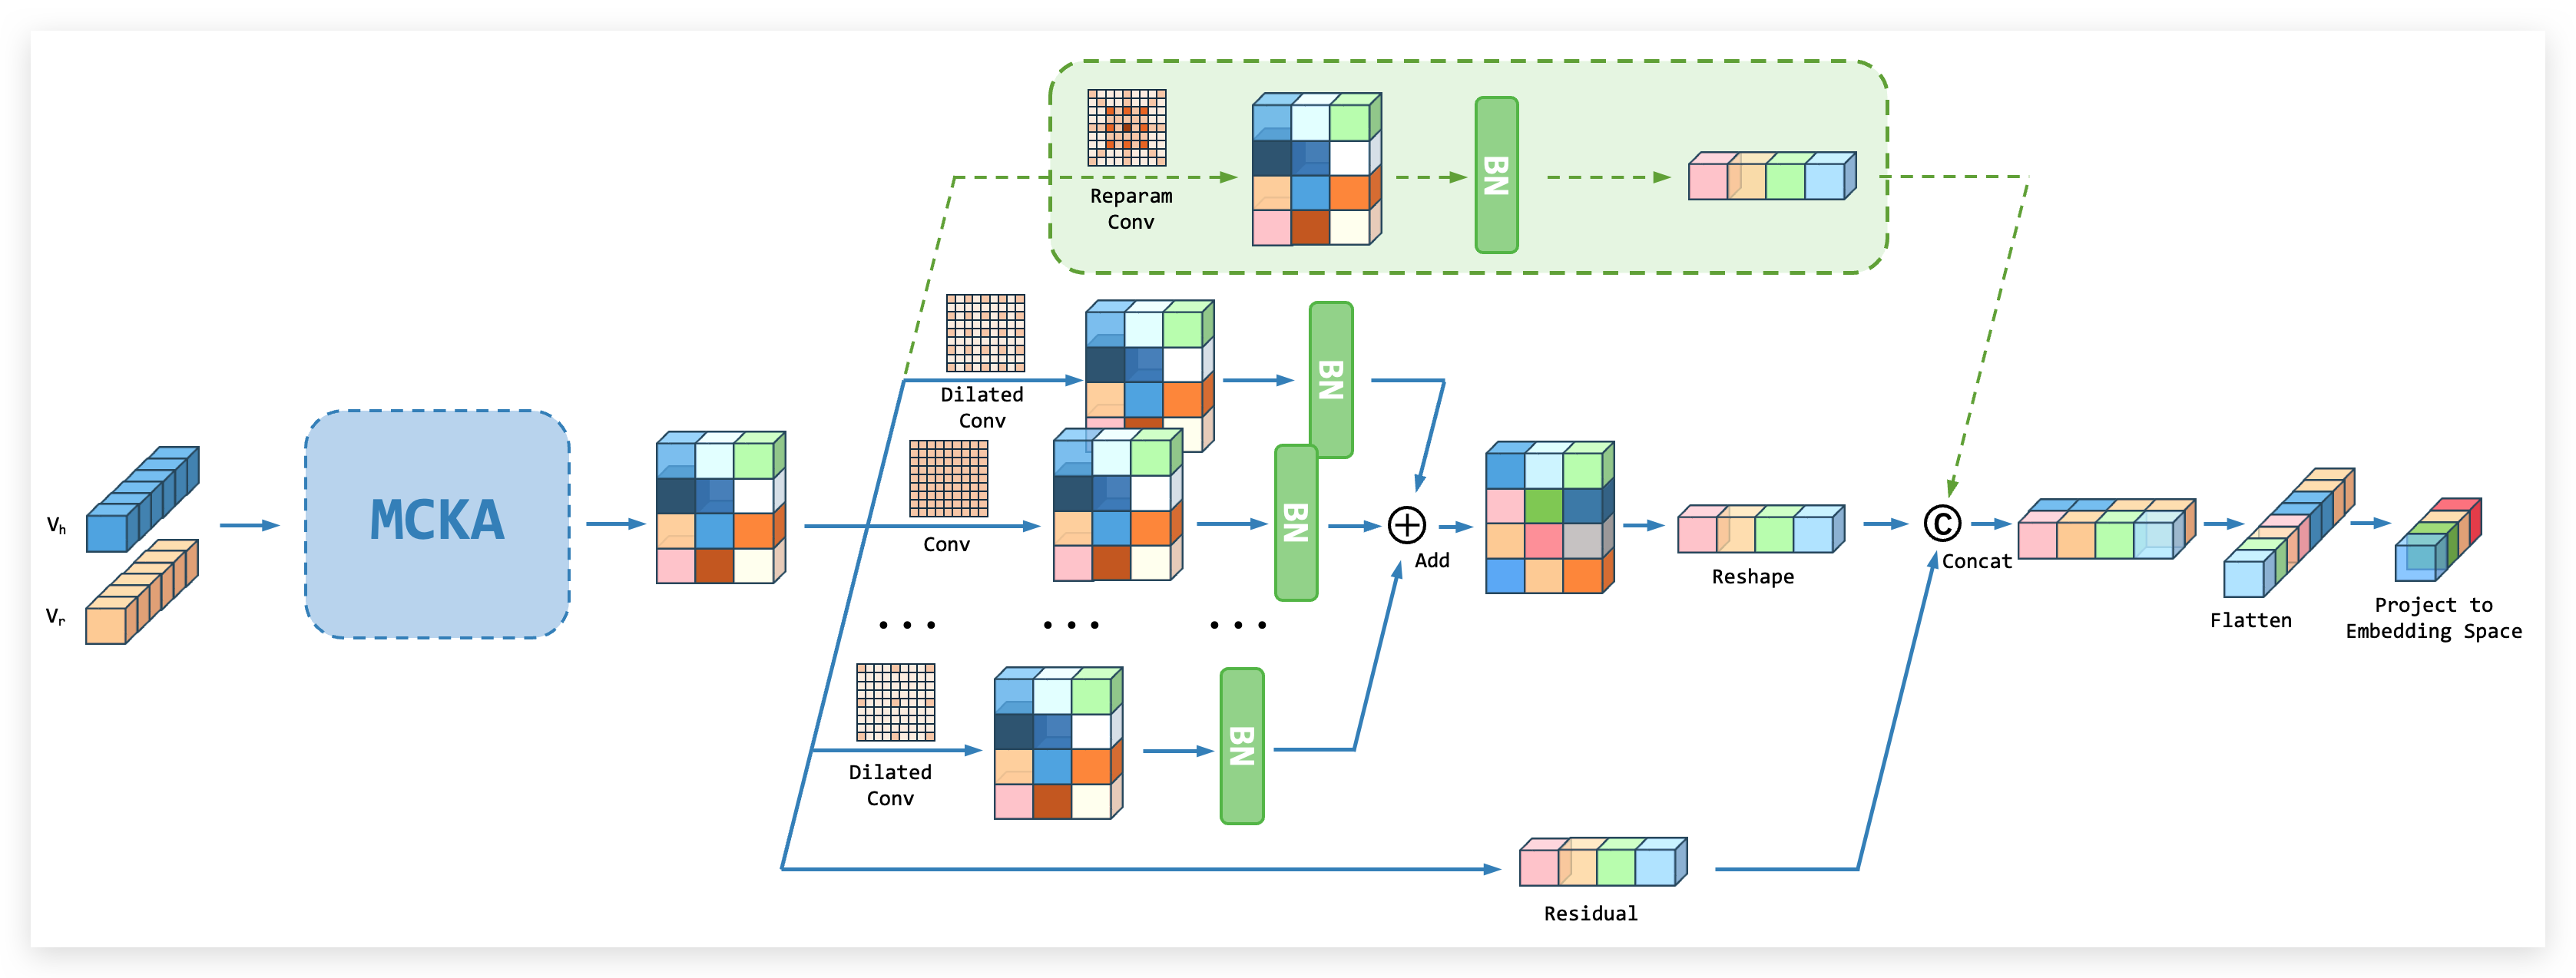 Reparam
Conv
BN
Dilated
Conv
BN
V_h
MCKA
Conv
BN
Add
Reshape
C
Concat
Flatten
Project to
Embedding Space
V_r
...
...
...
Dilated
Conv
BN
Residual